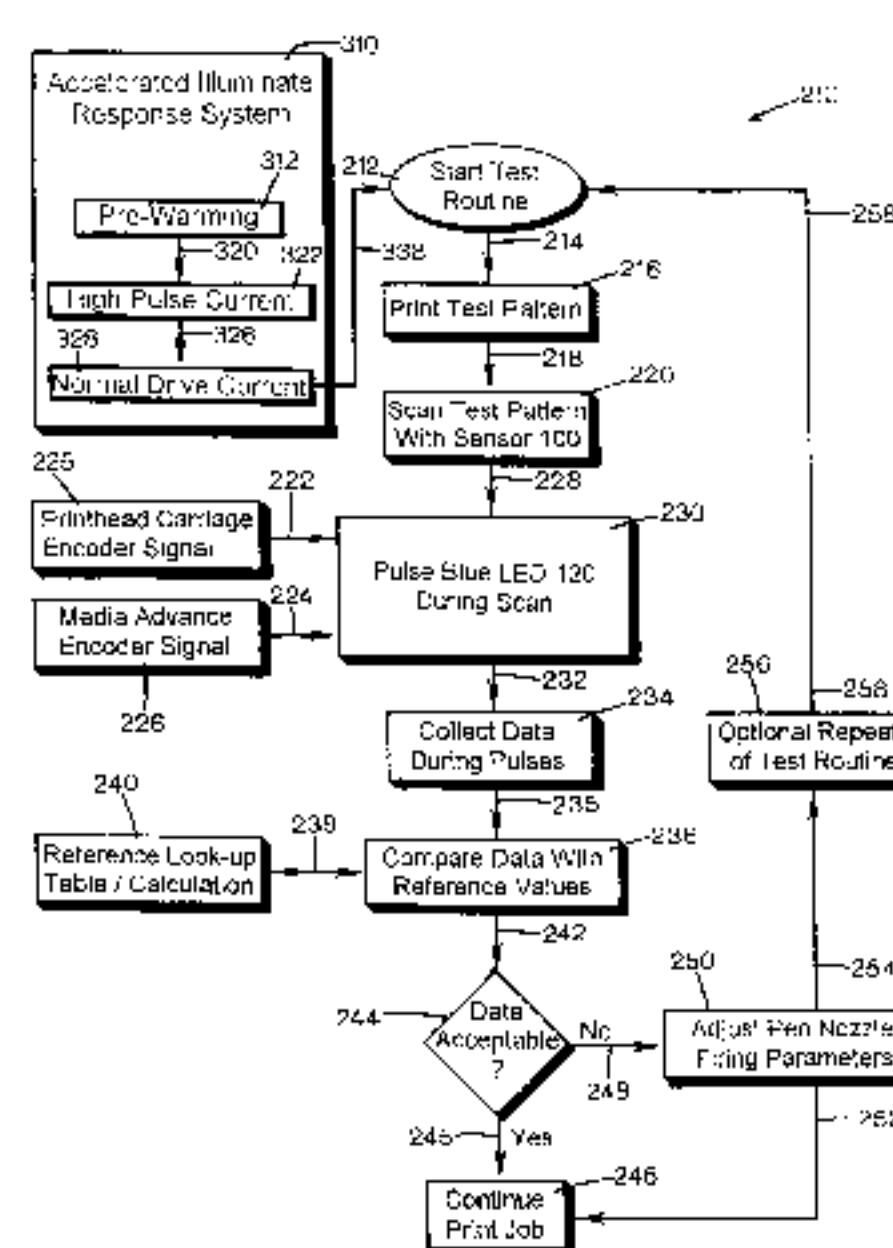 310
Accelerated Illuminate
Response System
312
Pre-Warming
320
322
High Pulse Current
326
328
Normal Drive Current
338
210
212
Start Test
Routine
214
216
Print Test Pattern
218
220
Scan Test Pattern
With Sensor 100
228
225
Printhead Carriage
Encoder Signal
222
230
Pulse Blue LED 120
During Scan
224
Media Advance
Encoder Signal
226
232
234
Collect Data
During Pulses
235
240
Reference Look-up
Table / Calculation
239
236
Compare Data With
Reference Values
242
244
Data
Acceptable
?
No
249
245
Yes
246
Continue
Print Job
250
Adjust Pen Nozzle
Firing Parameters
252
254
256
Optional Repeat
of Test Routine
258
258